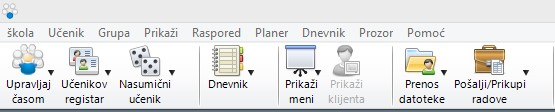 škola Učenik Grupa Prikaži Raspored Planer Dnevnik Prozor Pomoć
Upravljaj časom
Učenikov registar
Nasumični učenik
Dnevnik
Prikaži meni
Prikaži klijenta
Prenos datoteke
Pošalji/Prikupi radove